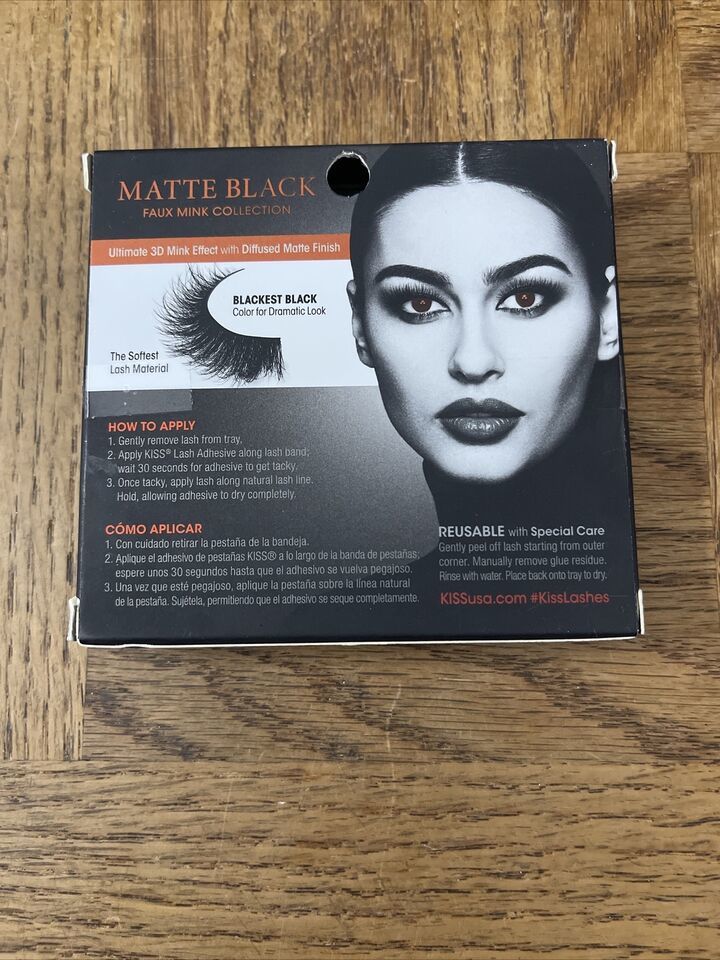 MATTE BLACK
FAUX MINK COLLECTION
Ultimate 3D Mink Effect with Diffused Matte Finish
BLACKEST BLACK
Color for Dramatic Look
The Softest
Lash Material
HOW TO APPLY
1. Gently remove lash from tray.
2. Apply KISS® Lash Adhesive along lash band;
wait 30 seconds for adhesive to get tacky.
3. Once tacky, apply lash along natural lash line.
Hold, allowing adhesive to dry completely.
CÓMO APLICAR
1. Con cuidado retirar la pestaña de la bandeja.
2. Aplique el adhesivo de pestañas KISS® a lo largo de la banda de pestañas;
espere unos 30 segundos hasta que el adhesivo se vuelva pegajoso.
3. Una vez que esté pegajoso, aplique la pestaña sobre la línea natural
de la pestaña. Sujétela, permitiendo que el adhesivo se seque completamente.
REUSABLE with Special Care
Gently peel off lash starting from outer
corner. Manually remove glue residue.
Rinse with water. Place back onto tray to dry.
KISSusa.com #KissLashes